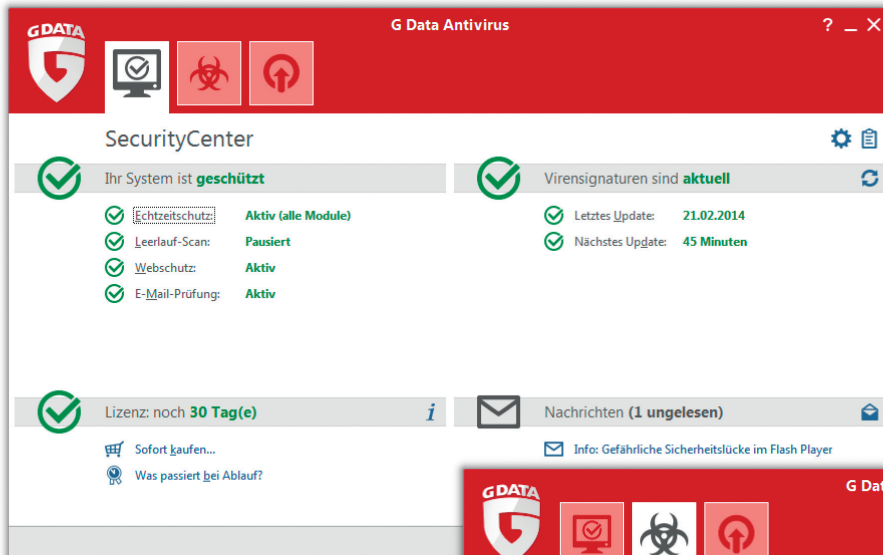 G DATA
G Data Antivirus
SecurityCenter
Ihr System ist geschützt
Echtzeitschutz: Aktiv (alle Module)
Leerlauf-Scan: Pausiert
Webschutz: Aktiv
E-Mail-Prüfung: Aktiv
Virensignaturen sind aktuell
Letztes Update: 21.02.2014
Nächstes Update: 45 Minuten
Lizenz: noch 30 Tag(e)
Sofort kaufen...
Was passiert bei Ablauf?
Nachrichten (1 ungelesen)
Info: Gefährliche Sicherheitslücke im Flash Player
G DATA
G Dat